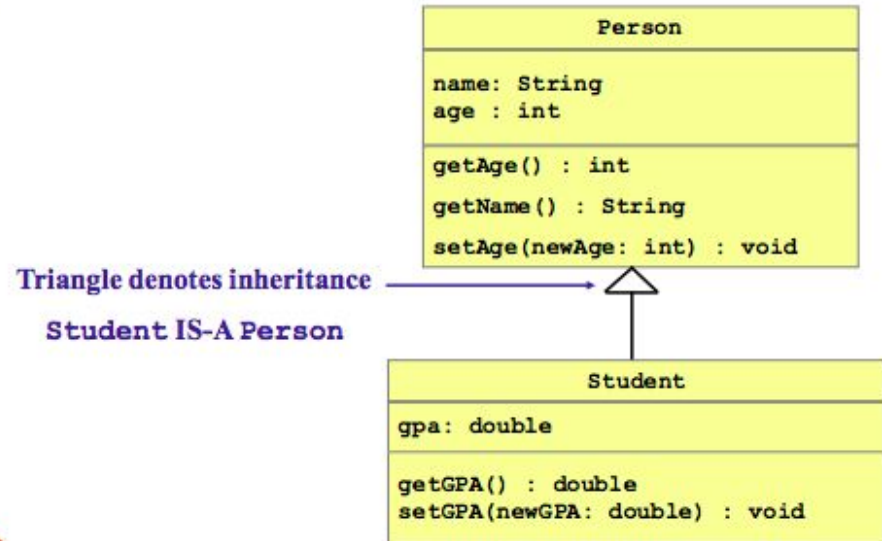 Person
name: String
age : int
getAge() : int
getName() : String
setAge(newAge: int) : void
Triangle denotes inheritance
Student IS-A Person
Student
gpa: double
getGPA() : double
setGPA(newGPA: double) : void